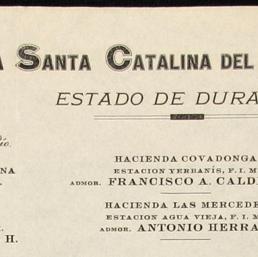 A SANTA CATALINA DEL
ESTADO DE DURA
HACIENDA COVADONGA
ESTACION YERBANÍS, F. I. M
NA
ADMOR. FRANCISCO A. CALD
HACIENDA LAS MERCEDE
ESTACION AGUA VIEJA, F. I. M
ADMOR. ANTONIO HERRA
H.